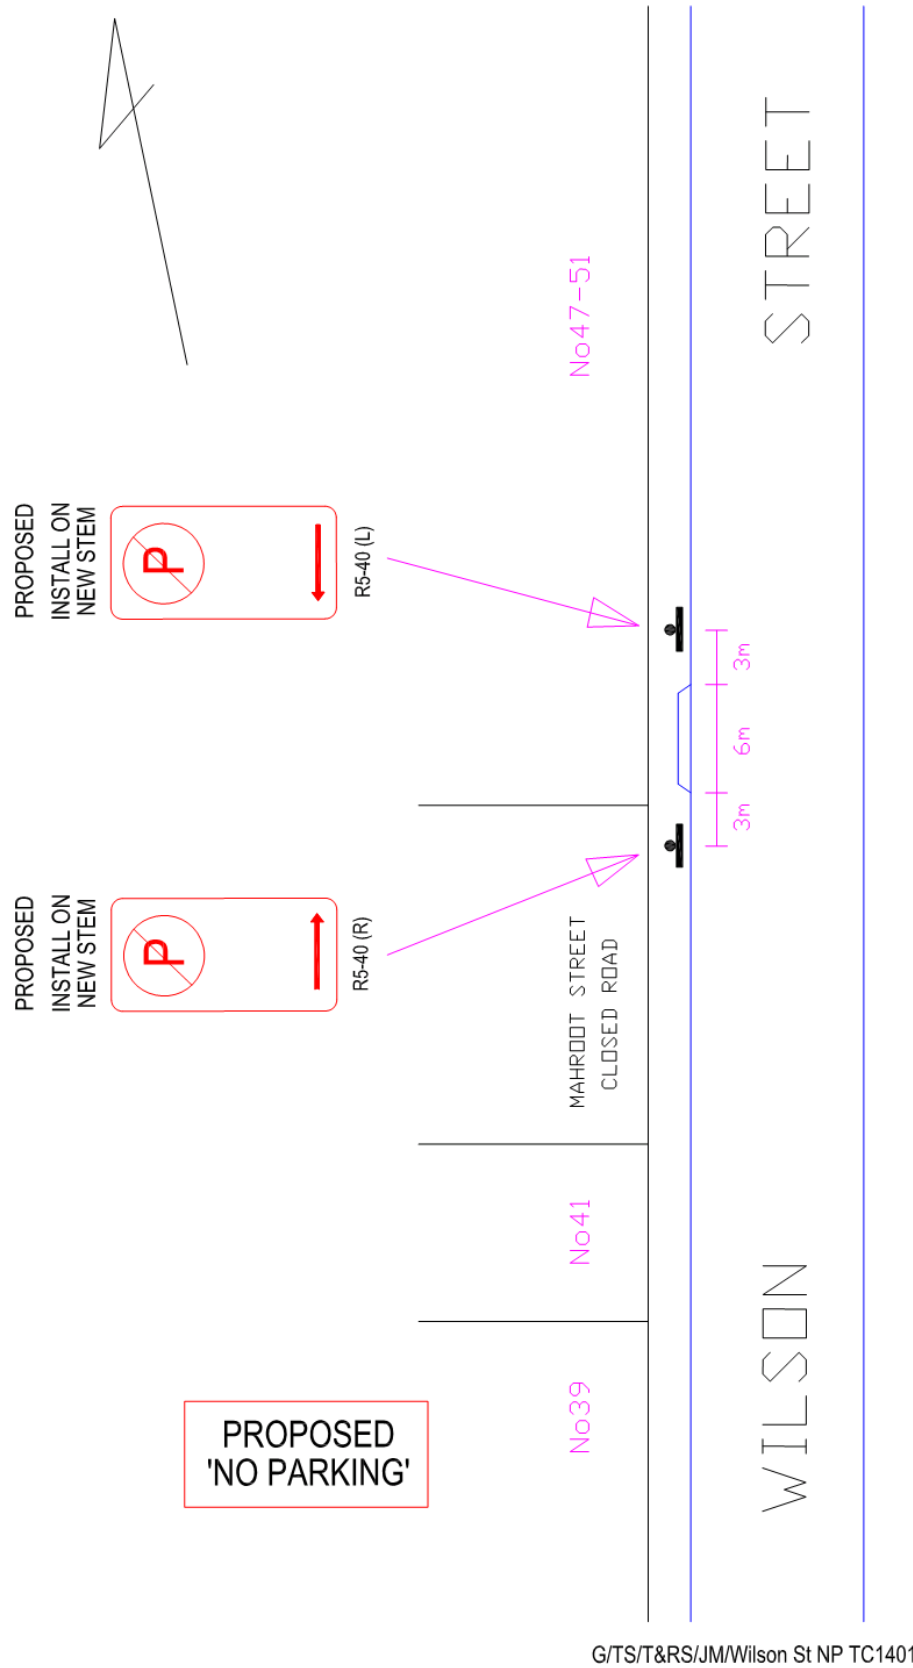 STREET
No47-51
PROPOSED
INSTALL ON
NEW STEM
P
R5-40 (L)
3m
6m
3m
PROPOSED
INSTALL ON
NEW STEM
P
R5-40 (R)
MAHROOT STREET
CLOSED ROAD
No41
WILSON
No39
PROPOSED
'NO PARKING'
G/TS/T&RS/JM/Wilson St NP TC1401